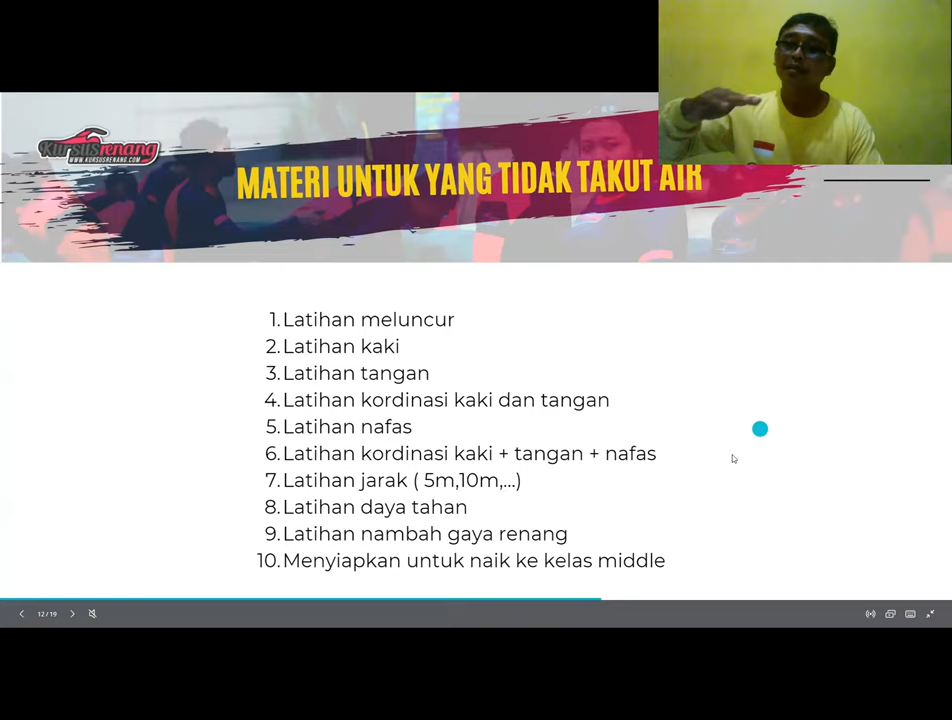 Kursusrenang
WWW.KURSUSRENANG.COM
MATERI UNTUK YANG TIDAK TAKUT AIR
1. Latihan meluncur
2. Latihan kaki
3. Latihan tangan
4. Latihan kordinasi kaki dan tangan
5. Latihan nafas
6. Latihan kordinasi kaki + tangan + nafas
7. Latihan jarak ( 5m,10m,...)
8. Latihan daya tahan
9. Latihan nambah gaya renang
10. Menyiapkan untuk naik ke kelas middle
12 / 19